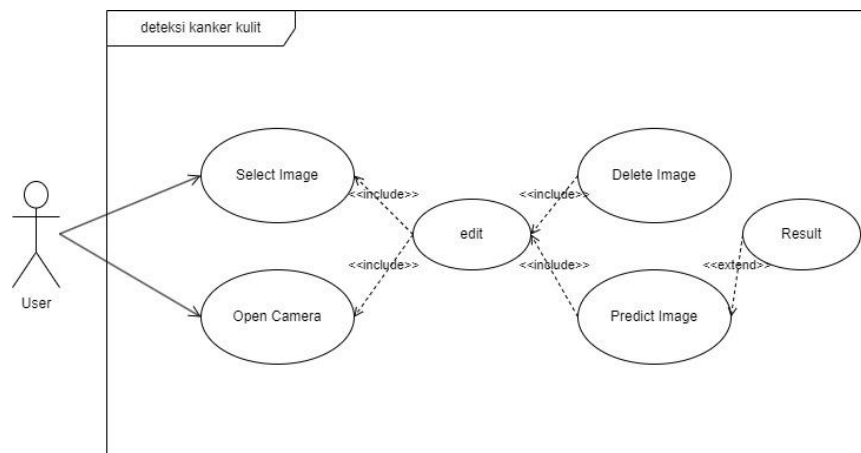 deteksi kanker kulit
Select Image
Delete Image
<<include>>
<<include>>
edit
Result
<<include>>
<<include>>
<<extend>>
User
Open Camera
Predict Image